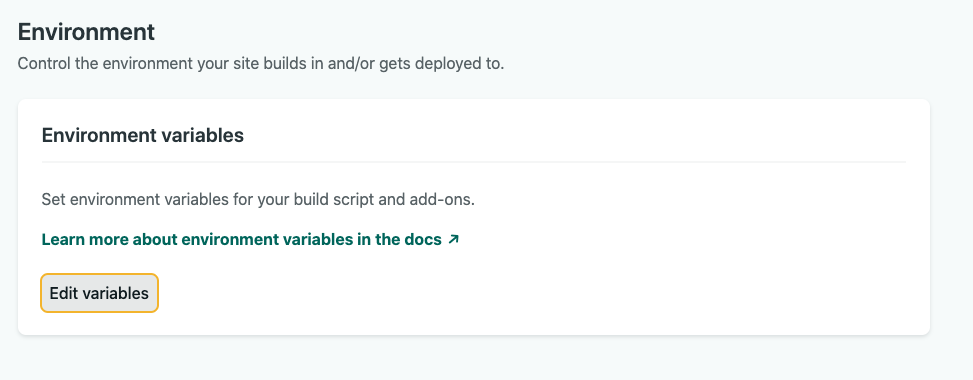 Environment
Control the environment your site builds in and/or gets deployed to.
Environment variables
Set environment variables for your build script and add-ons.
Learn more about environment variables in the docs ↗
Edit variables